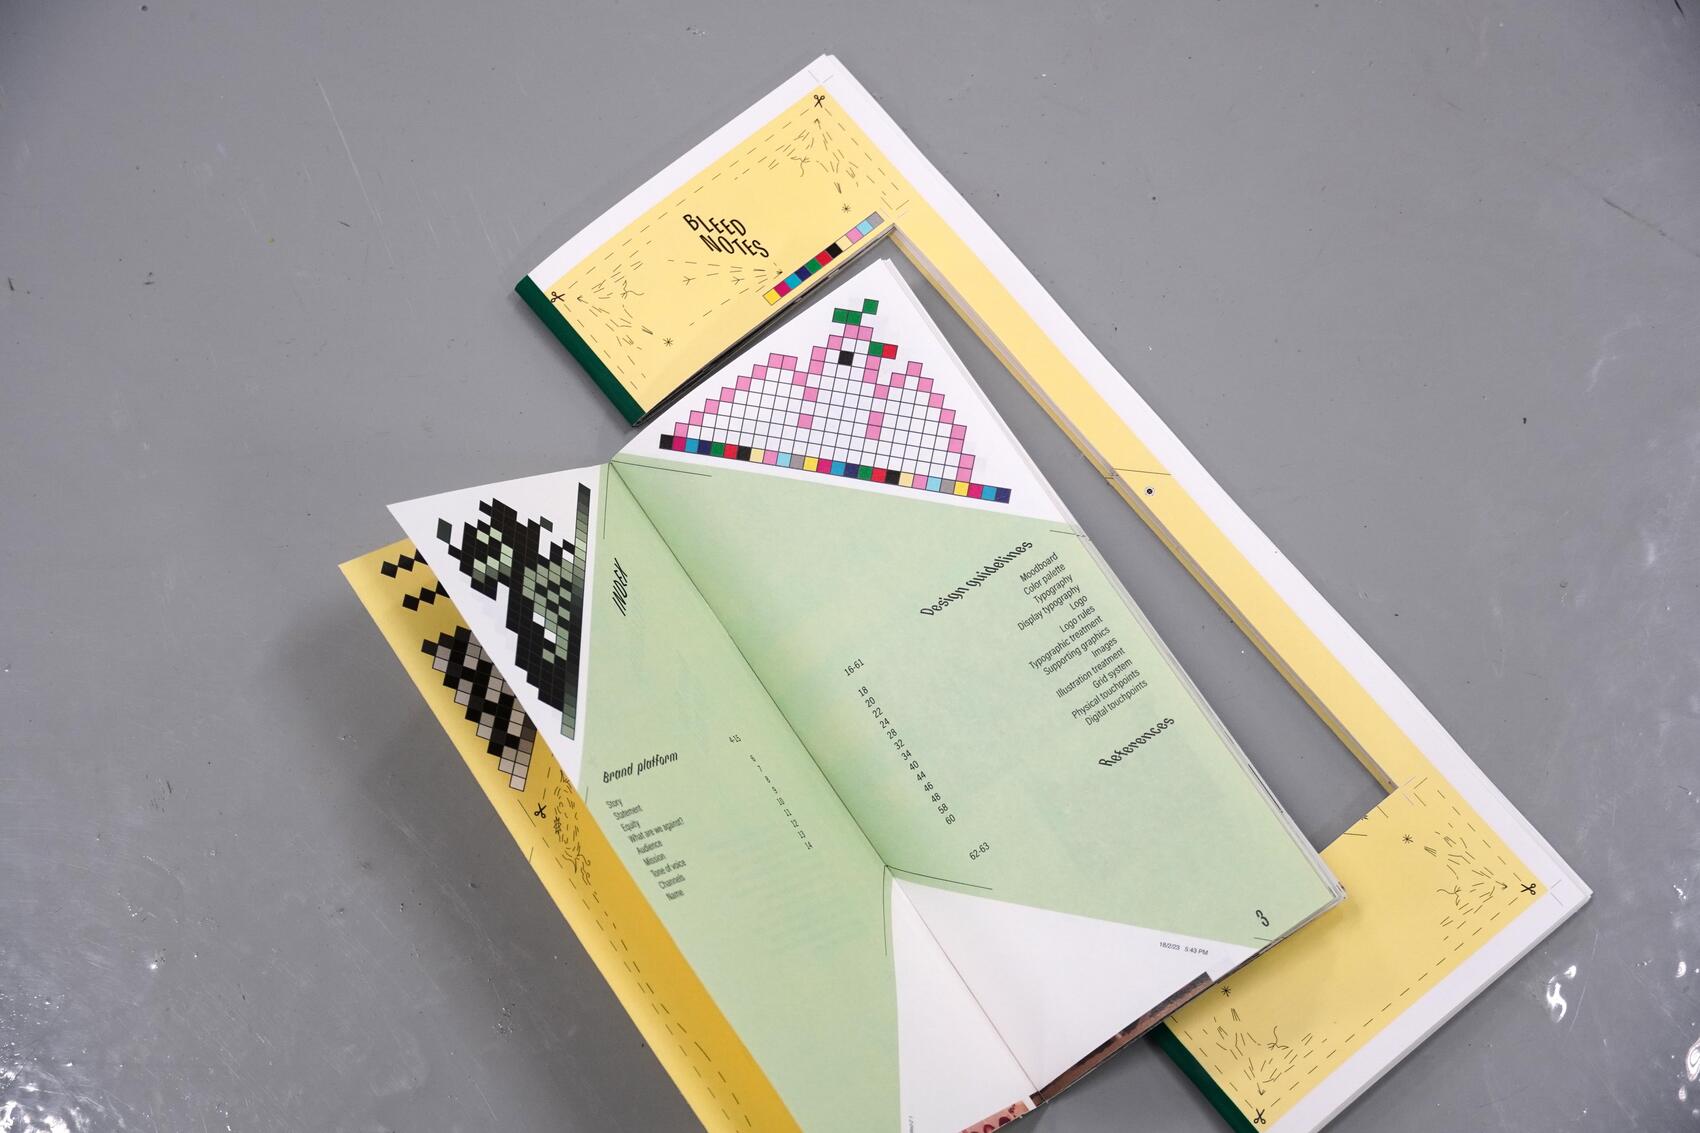 BLEED
NOTES
INDEX
Brand platform 4-15
Story 6
Statement 7
Equity 8
What are we against? 9
Audience 10
Mission 11
Tone of voice 12
Channels 13
Name 14
16-61 Design guidelines
18 Moodboard
20 Color palette
22 Typography
24 Display typography
28 Logo
32 Logo rules
34 Typographic treatment
40 Supporting graphics
44 Images
46 Illustration treatment
48 Grid system
58 Physical touchpoints
60 Digital touchpoints
62-63 References
3
18/2/23 5:43 PM